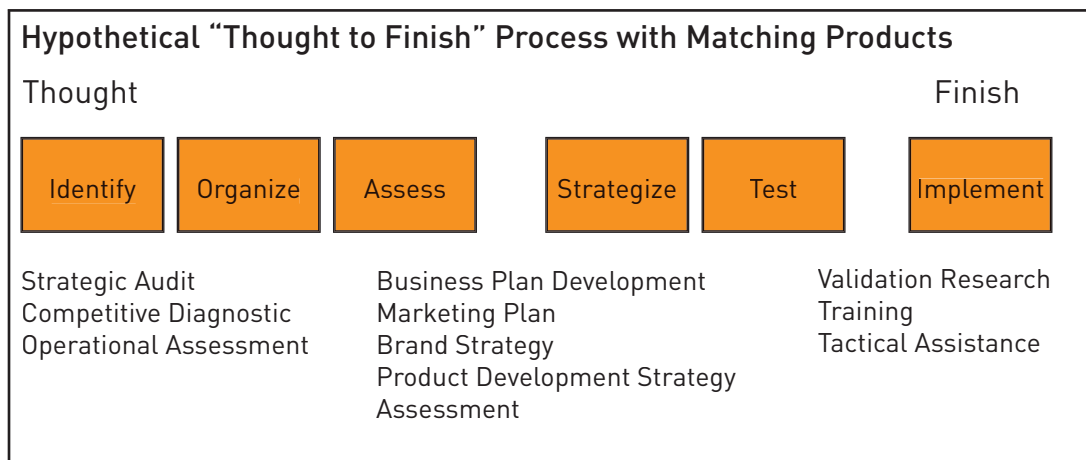 Hypothetical “Thought to Finish” Process with Matching Products
Thought
Finish
Identify
Organize
Assess
Strategize
Test
Implement
Strategic Audit
Competitive Diagnostic
Operational Assessment
Business Plan Development
Marketing Plan
Brand Strategy
Product Development Strategy
Assessment
Validation Research
Training
Tactical Assistance